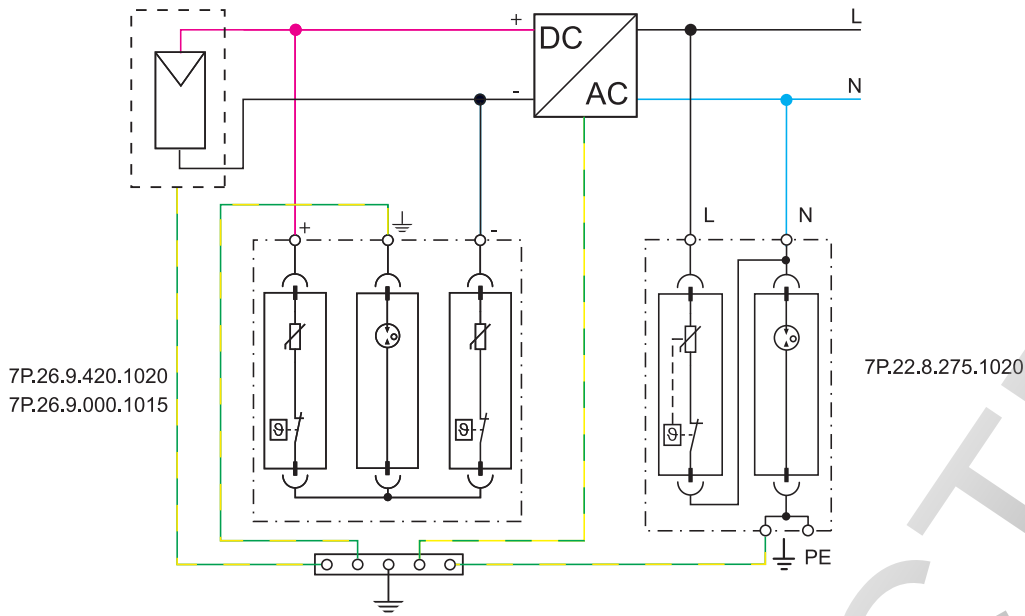 +
L
DC
-
AC
N
L
N
+
-
7P.26.9.420.1020
7P.26.9.000.1015
7P.22.8.275.1020
ϑ
ϑ
ϑ
PE